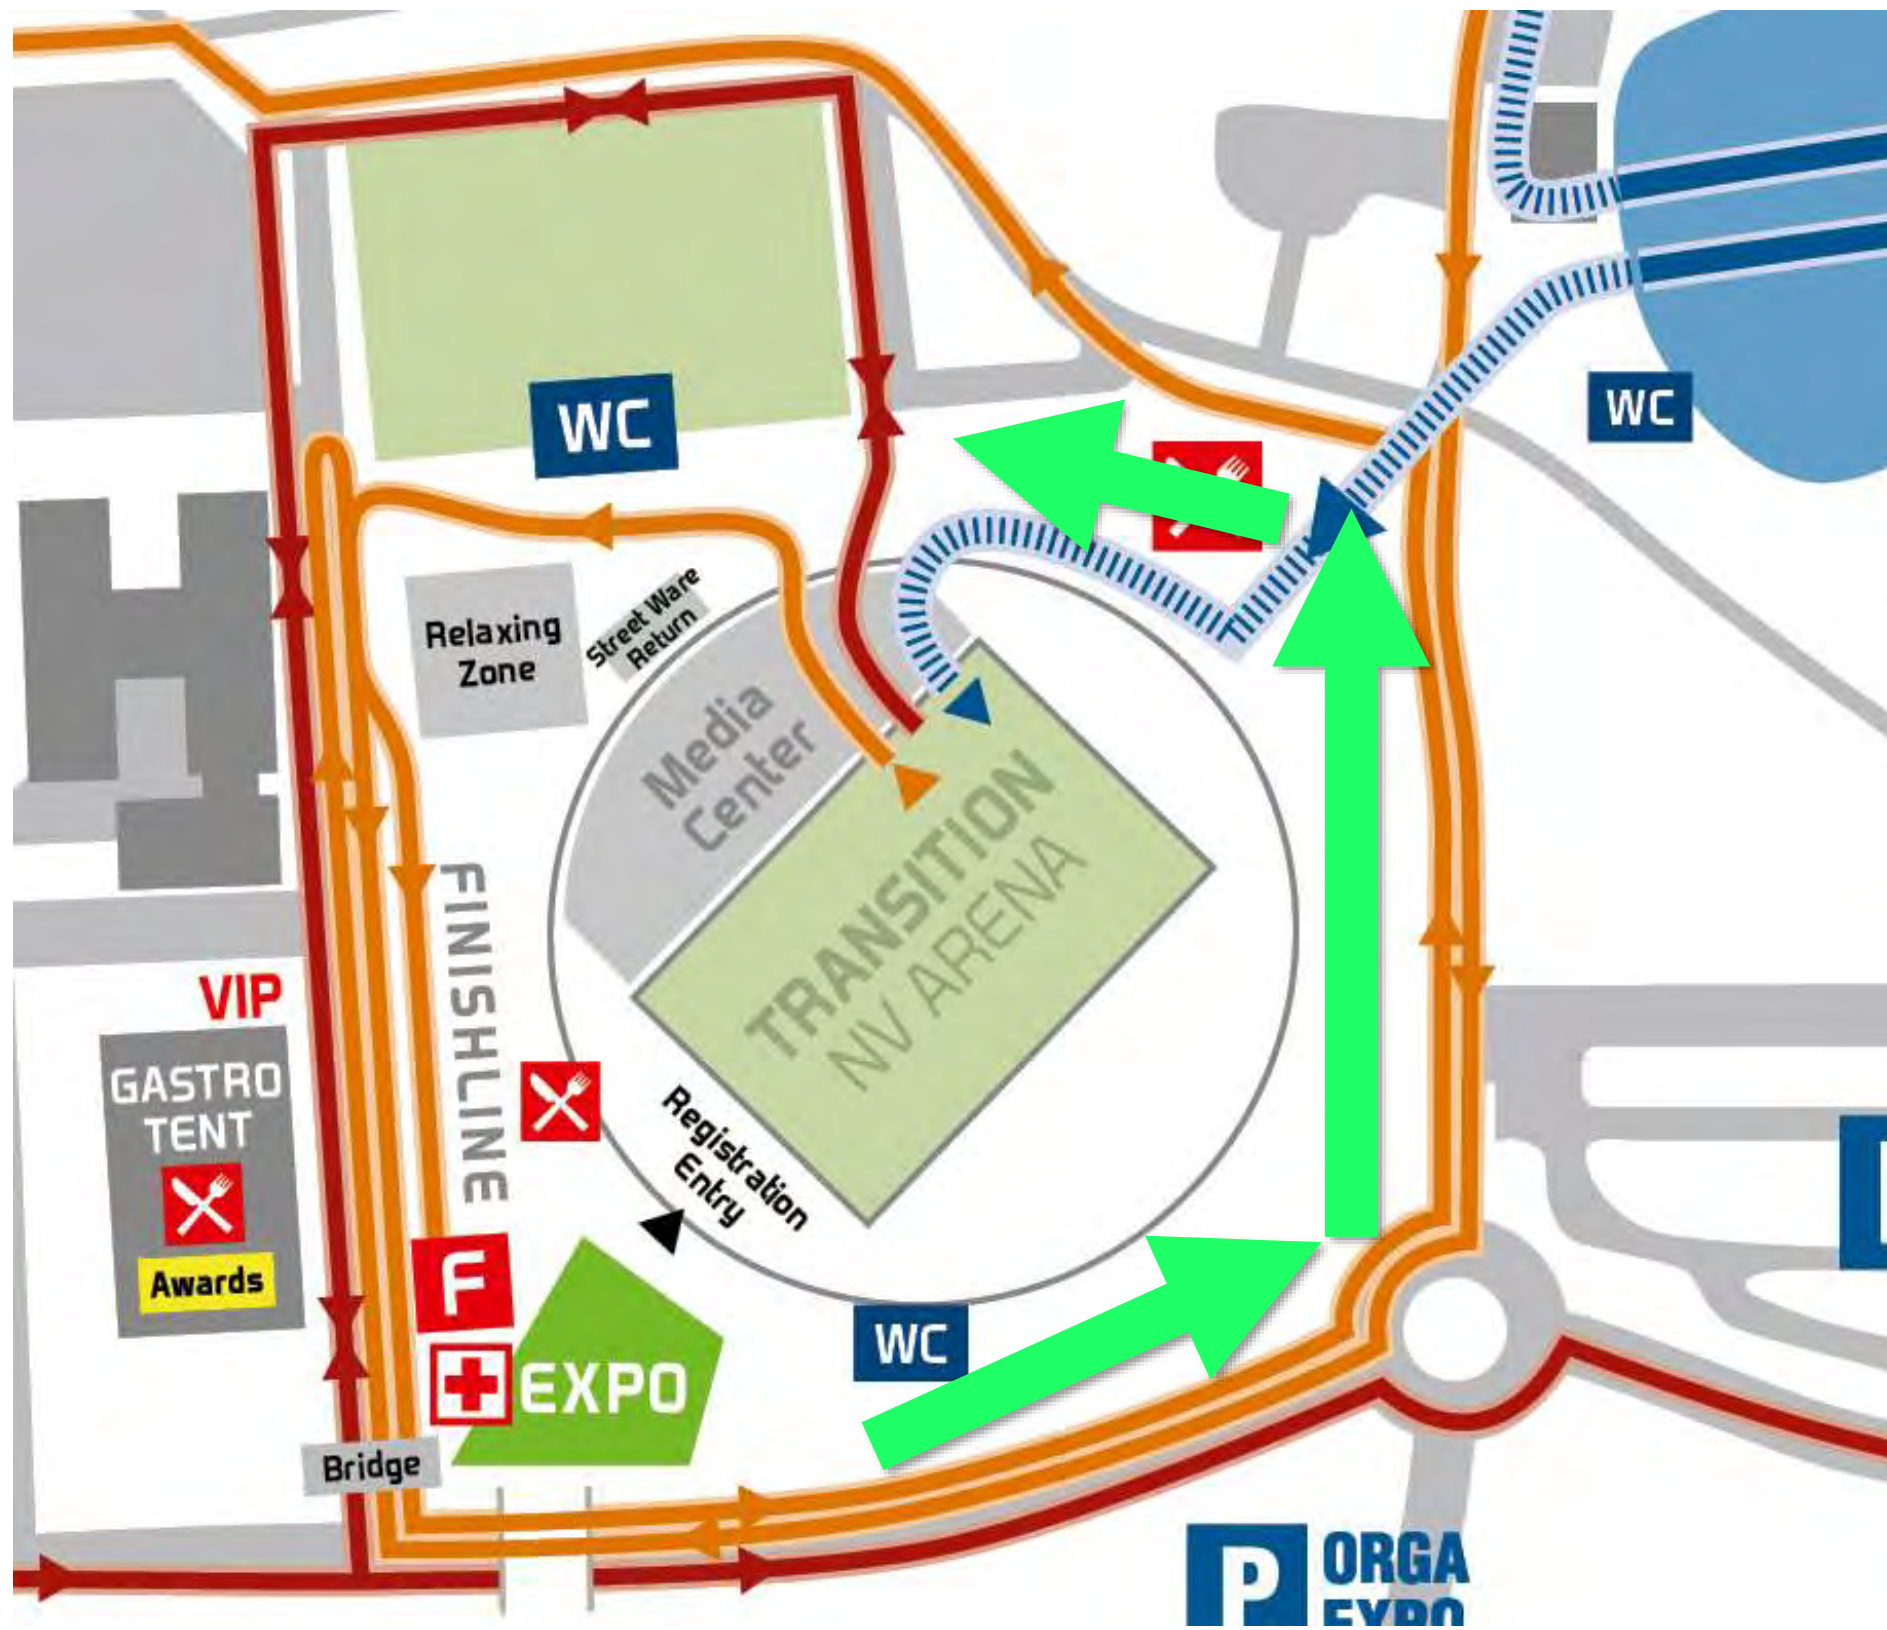 WC
WC
Relaxing
Zone
Street Ware
Return
Media
Center
TRANSITION
NV ARENA
FINISHLINE
VIP
GASTRO
TENT
Awards
Registration
Entry
F
EXPO
WC
Bridge
P
ORGA
EXPO